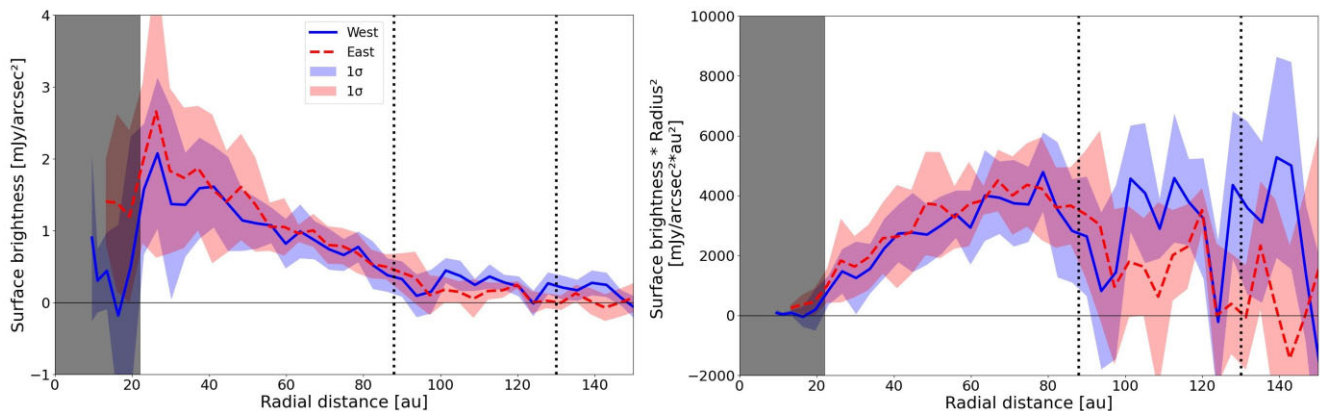 Surface brightness [mJy/arcsec²]
4
3
2
1
0
−1
West
East
1σ
1σ
0 20 40 60 80 100 120 140
Radial distance [au]
Surface brightness * Radius²
[mJy/arcsec²*au²]
10000
8000
6000
4000
2000
0
−2000
0 20 40 60 80 100 120 140
Radial distance [au]